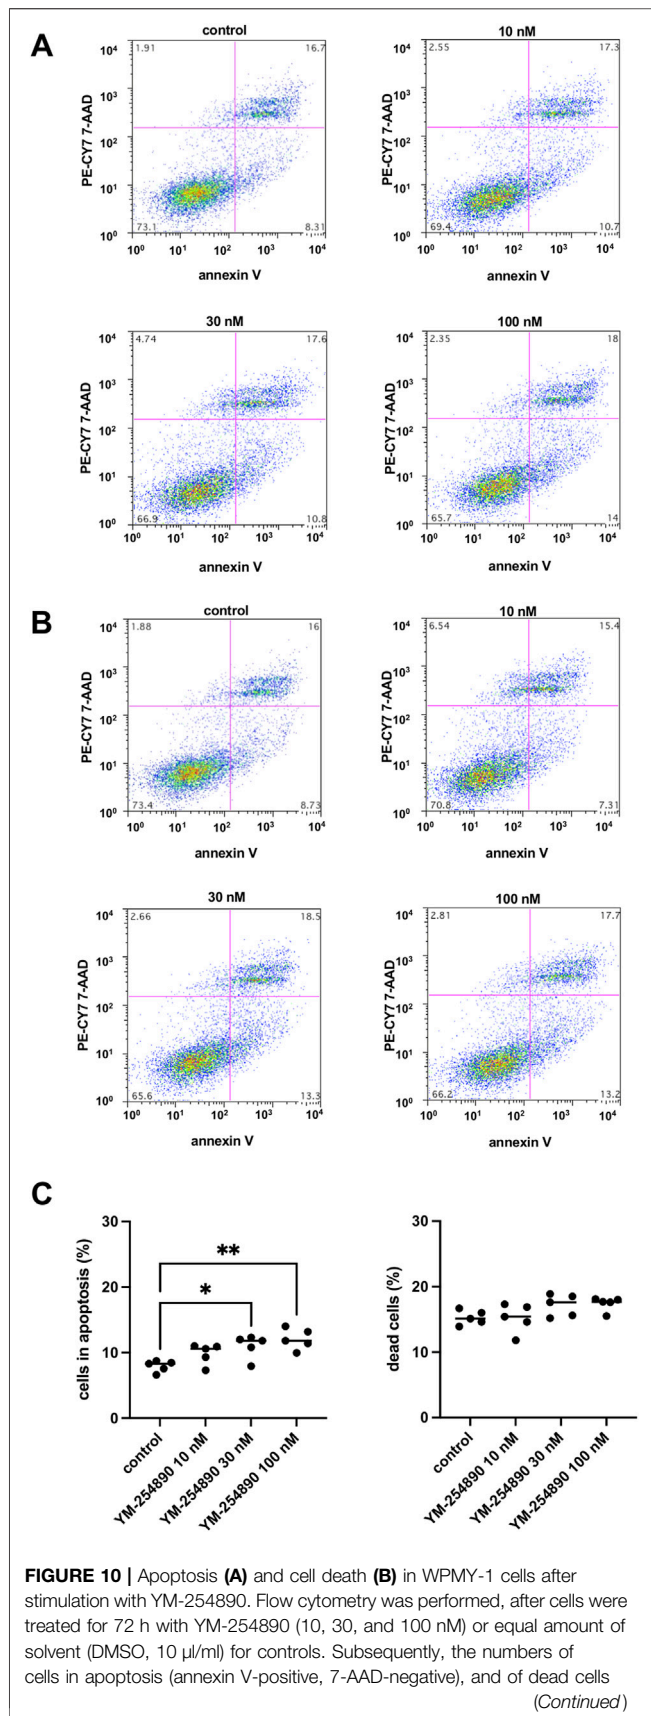 A
control
10 nM
1.91 16.7
73.1 8.31
PE-CY7 7-AAD
10⁴
10³
10²
10¹
10⁰
10⁰ 10¹ 10² 10³ 10⁴
annexin V
2.55 17.3
69.4 10.7
PE-CY7 7-AAD
10⁴
10³
10²
10¹
10⁰
10⁰ 10¹ 10² 10³ 10⁴
annexin V
30 nM
100 nM
4.74 17.6
66.9 10.8
PE-CY7 7-AAD
10⁴
10³
10²
10¹
10⁰
10⁰ 10¹ 10² 10³ 10⁴
annexin V
2.35 18
65.7 14
PE-CY7 7-AAD
10⁴
10³
10²
10¹
10⁰
10⁰ 10¹ 10² 10³ 10⁴
annexin V
B
control
10 nM
1.88 16
73.4 8.73
PE-CY7 7-AAD
10⁴
10³
10²
10¹
10⁰
10⁰ 10¹ 10² 10³ 10⁴
annexin V
6.54 15.4
70.8 7.31
PE-CY7 7-AAD
10⁴
10³
10²
10¹
10⁰
10⁰ 10¹ 10² 10³ 10⁴
annexin V
30 nM
100 nM
2.66 18.5
65.6 13.3
PE-CY7 7-AAD
10⁴
10³
10²
10¹
10⁰
10⁰ 10¹ 10² 10³ 10⁴
annexin V
2.81 17.7
66.2 13.2
PE-CY7 7-AAD
10⁴
10³
10²
10¹
10⁰
10⁰ 10¹ 10² 10³ 10⁴
annexin V
C
cells in apoptosis (%)
30
20
10
0
**
*
control
YM-254890 10 nM
YM-254890 30 nM
YM-254890 100 nM
dead cells (%)
30
20
10
0
control
YM-254890 10 nM
YM-254890 30 nM
YM-254890 100 nM
FIGURE 10 | Apoptosis (A) and cell death (B) in WPMY-1 cells after
stimulation with YM-254890. Flow cytometry was performed, after cells were
treated for 72 h with YM-254890 (10, 30, and 100 nM) or equal amount of
solvent (DMSO, 10 µl/ml) for controls. Subsequently, the numbers of
cells in apoptosis (annexin V-positive, 7-AAD-negative), and of dead cells
(Continued)